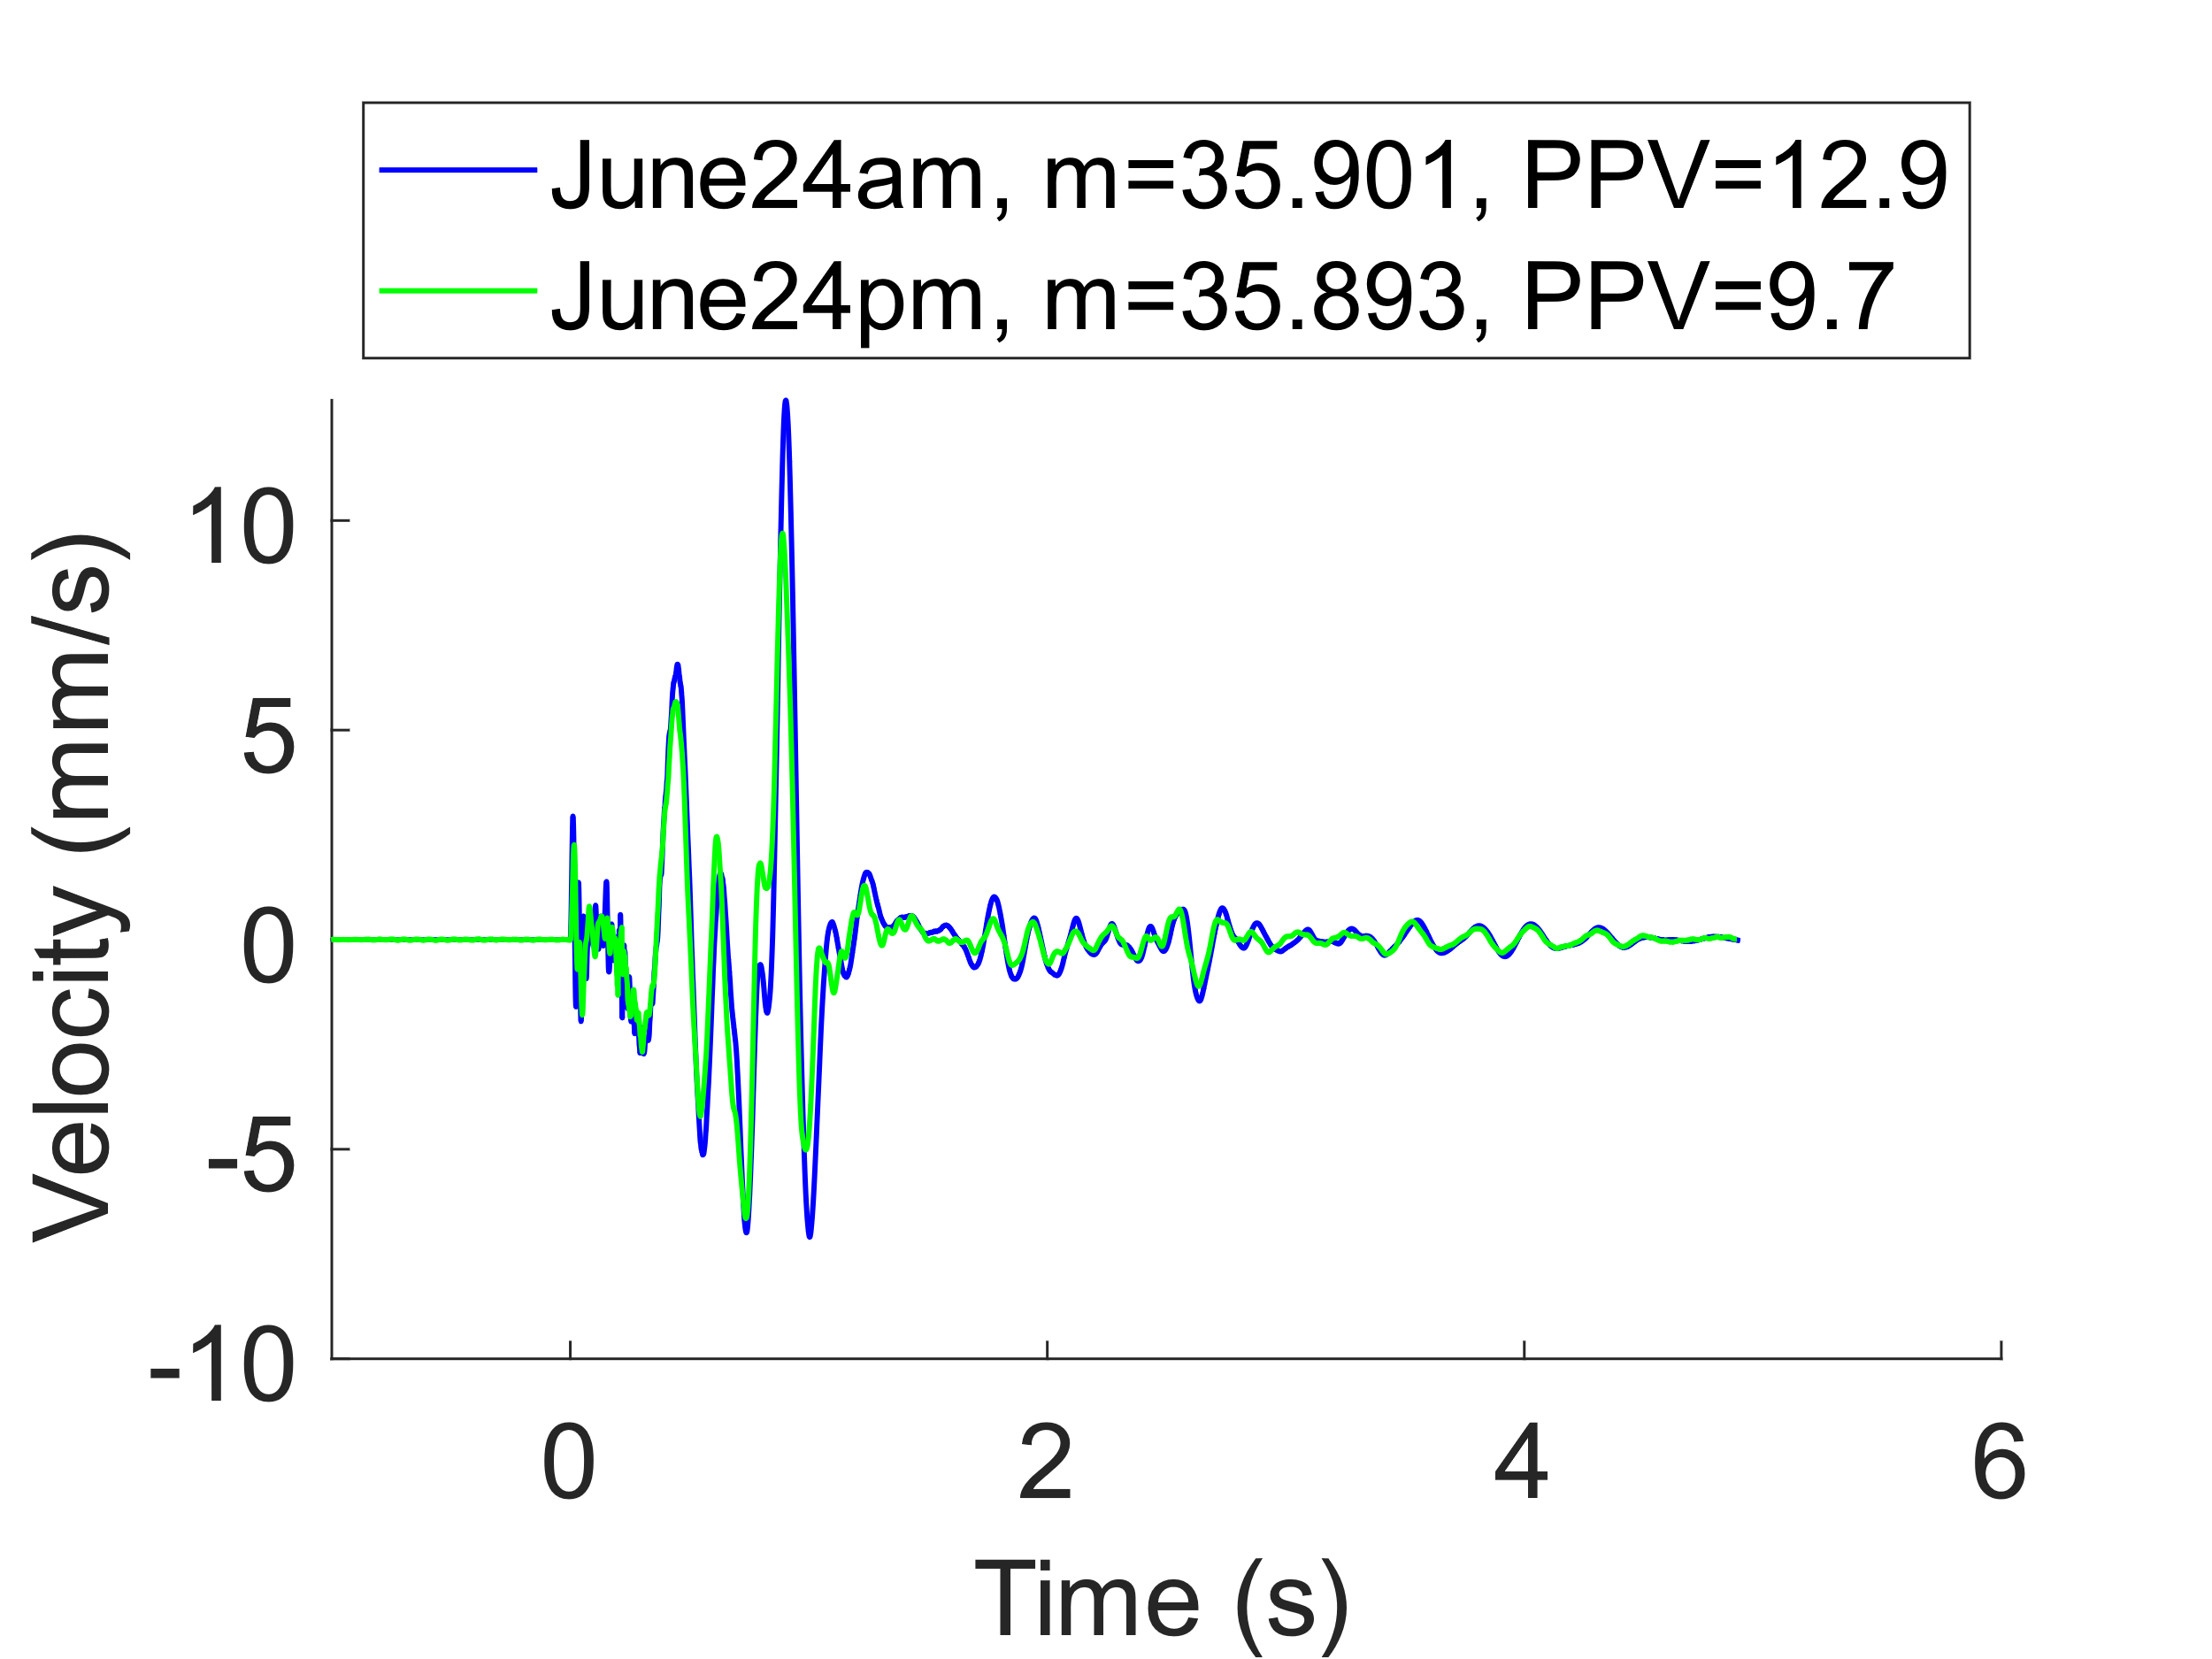 June24am, m=35.901, PPV=12.9
June24pm, m=35.893, PPV=9.7
10
5
0
-5
-10
Velocity (mm/s)
0 2 4 6
Time (s)